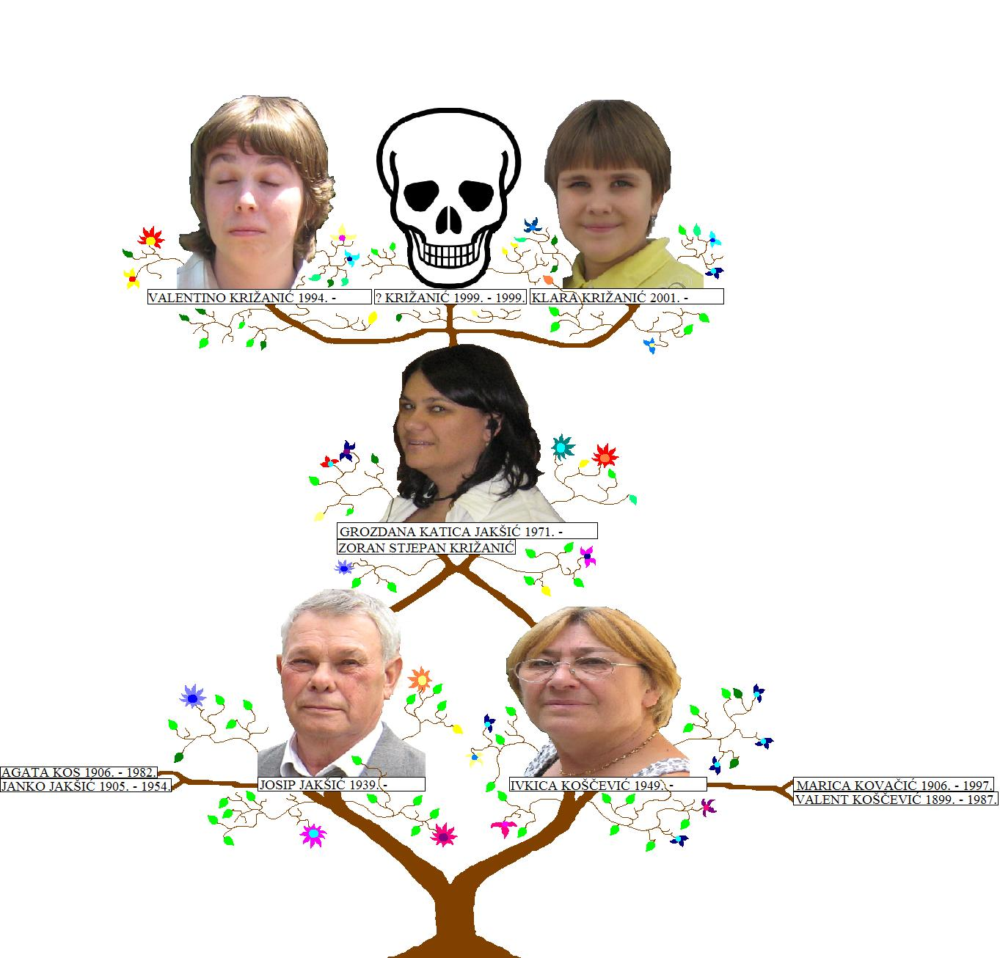 VALENTINO KRIŽANIĆ 1994. -
? KRIŽANIĆ 1999. - 1999.
KLARA KRIŽANIĆ 2001. -
GROZDANA KATICA JAKŠIĆ 1971. -
ZORAN STJEPAN KRIŽANIĆ
AGATA KOS 1906. - 1982.
JANKO JAKŠIĆ 1905. - 1954.
JOSIP JAKŠIĆ 1939. -
IVKICA KOŠČEVIĆ 1949. -
MARICA KOVAČIĆ 1906. - 1997.
VALENT KOŠČEVIĆ 1899. - 1987.